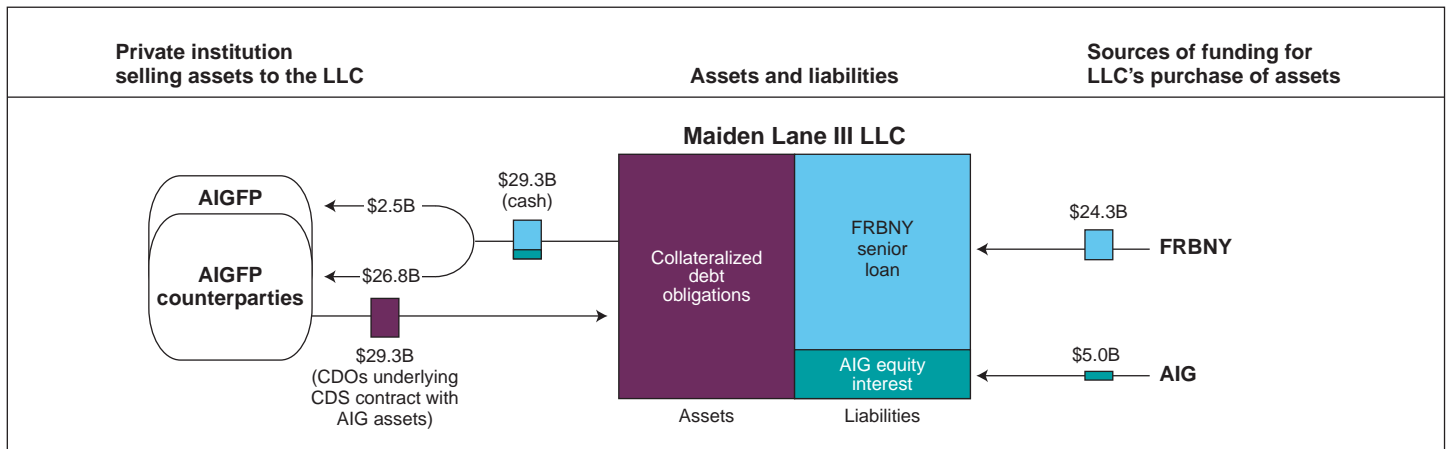 Private institution
selling assets to the LLC
Assets and liabilities
Sources of funding for
LLC's purchase of assets
Maiden Lane III LLC
AIGFP
AIGFP
counterparties
$2.5B
$26.8B
$29.3B
(cash)
$29.3B
(CDOs underlying
CDS contract with
AIG assets)
Collateralized
debt
obligations
FRBNY
senior
loan
AIG equity
interest
Assets
Liabilities
$24.3B
FRBNY
$5.0B
AIG